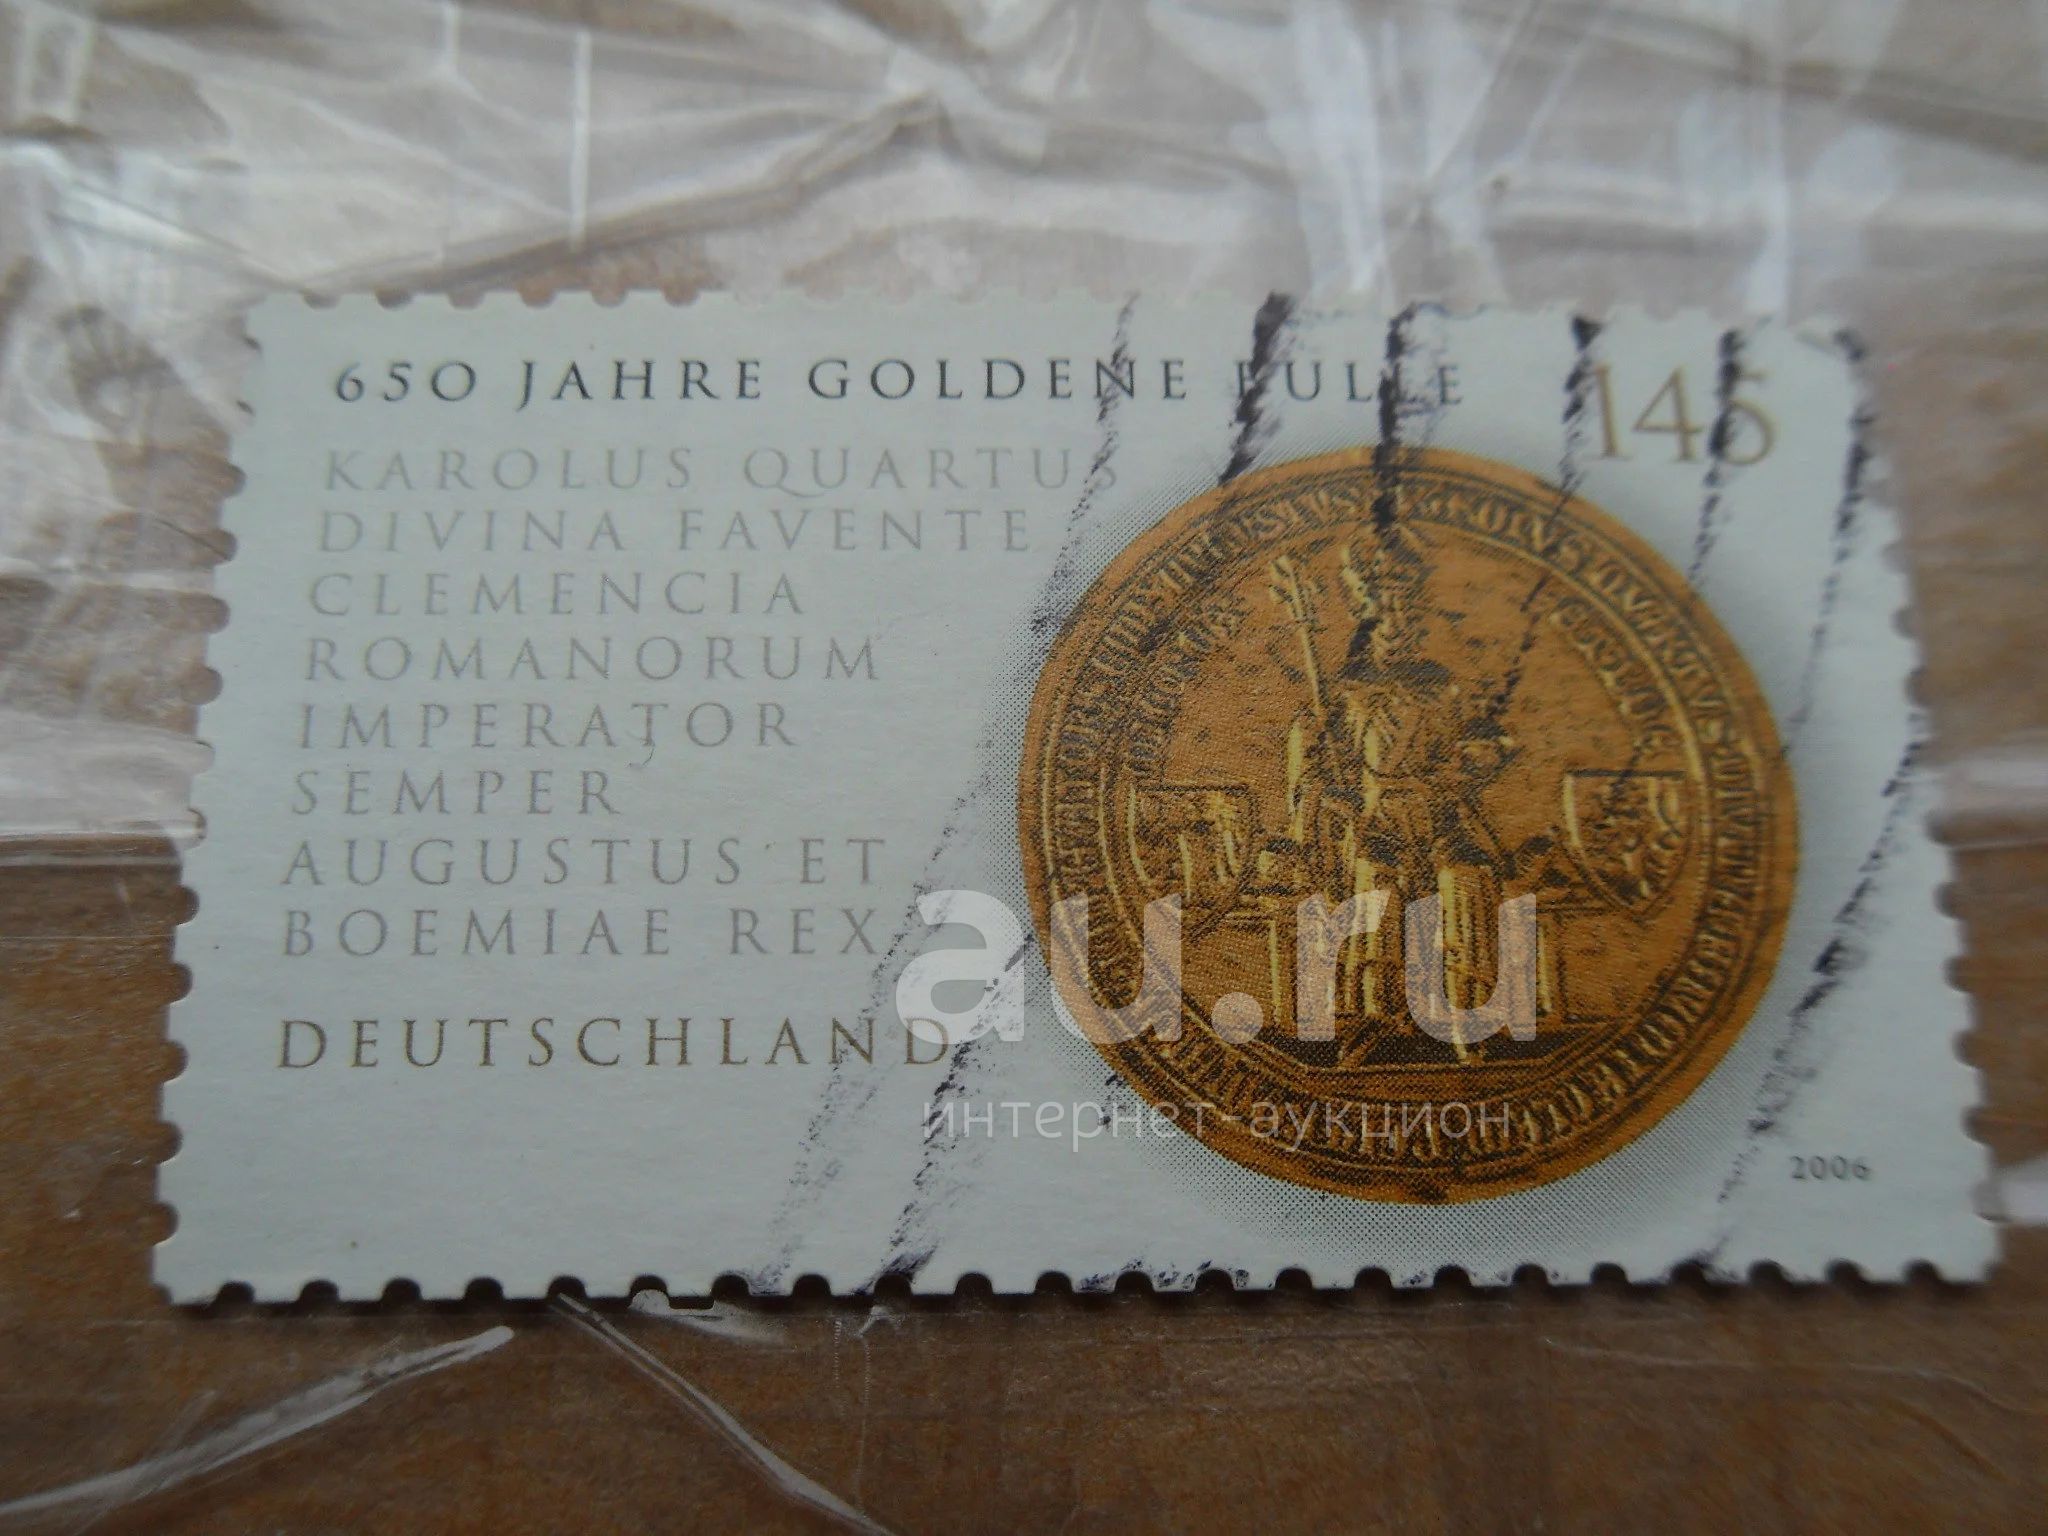 650 JAHRE GOLDENE BULLE
145
KAROLUS QUARTUS
DIVINA FAVENTE
CLEMENCIA
ROMANORUM
IMPERATOR
SEMPER
AUGUSTUS ET
BOEMIAE REX
DEUTSCHLAND
2006
au.ru
интернет-аукцион